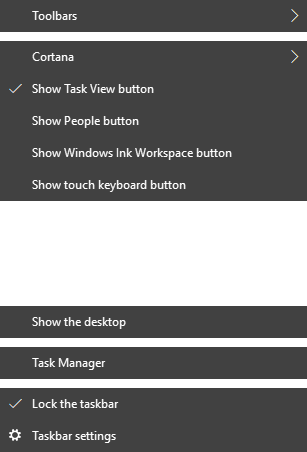 Toolbars
Cortana
Show Task View button
Show People button
Show Windows Ink Workspace button
Show touch keyboard button
Show the desktop
Task Manager
Lock the taskbar
Taskbar settings